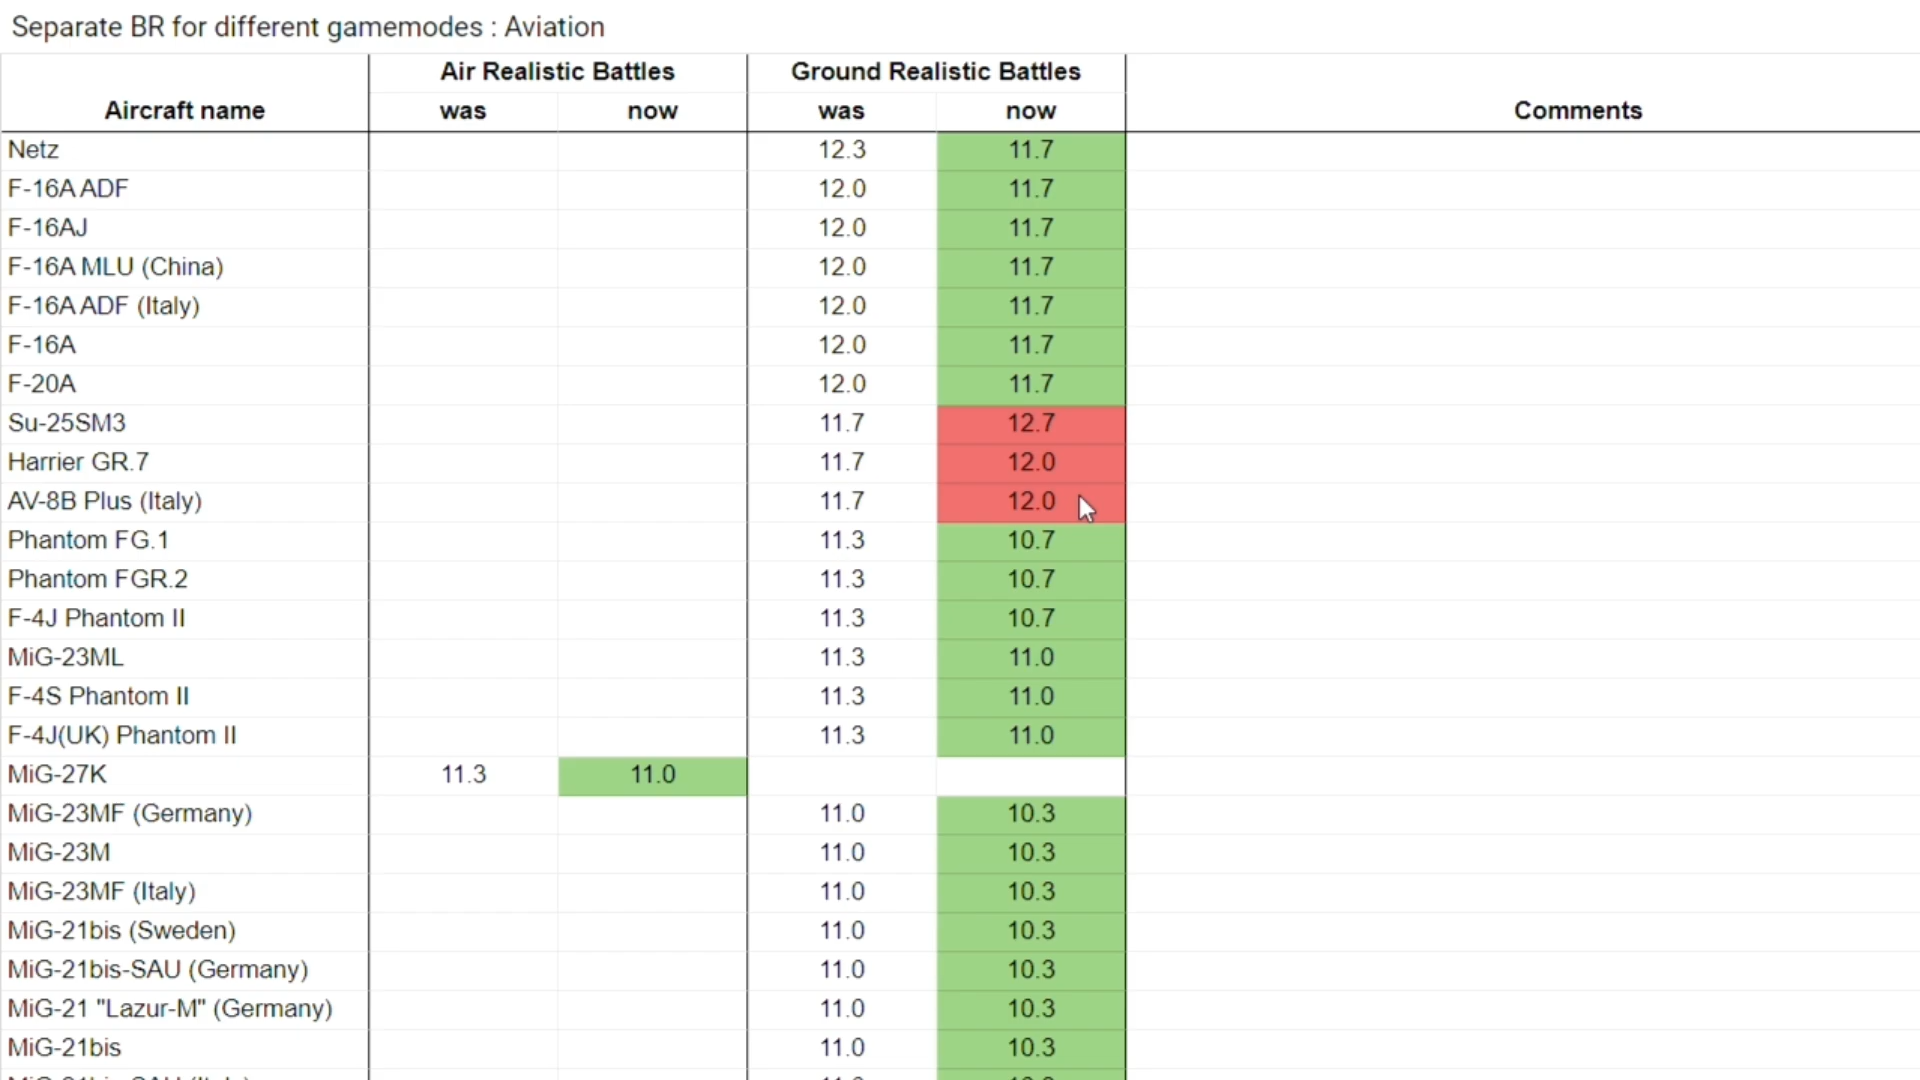 Separate BR for different gamemodes : Aviation
Air Realistic Battles Ground Realistic Battles
Aircraft name was now was now Comments
Netz 12.3 11.7
F-16A ADF 12.0 11.7
F-16AJ 12.0 11.7
F-16A MLU (China) 12.0 11.7
F-16A ADF (Italy) 12.0 11.7
F-16A 12.0 11.7
F-20A 12.0 11.7
Su-25SM3 11.7 12.7
Harrier GR.7 11.7 12.0
AV-8B Plus (Italy) 11.7 12.0
Phantom FG.1 11.3 10.7
Phantom FGR.2 11.3 10.7
F-4J Phantom II 11.3 10.7
MiG-23ML 11.3 11.0
F-4S Phantom II 11.3 11.0
F-4J(UK) Phantom II 11.3 11.0
MiG-27K 11.3 11.0
MiG-23MF (Germany) 11.0 10.3
MiG-23M 11.0 10.3
MiG-23MF (Italy) 11.0 10.3
MiG-21bis (Sweden) 11.0 10.3
MiG-21bis-SAU (Germany) 11.0 10.3
MiG-21 "Lazur-M" (Germany) 11.0 10.3
MiG-21bis 11.0 10.3